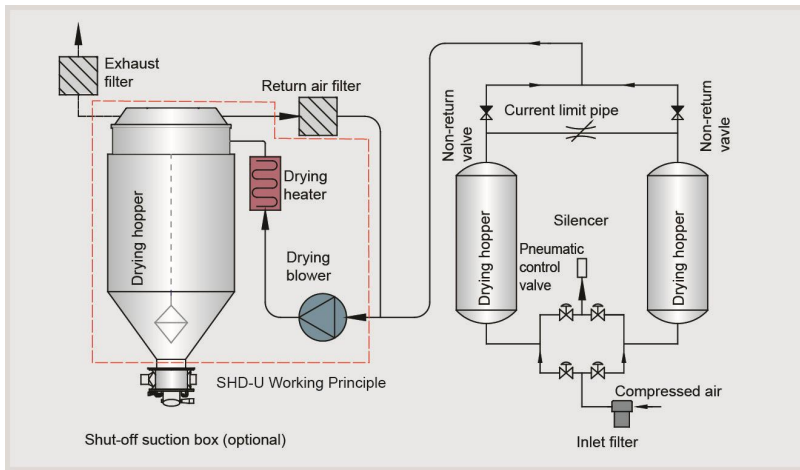 Exhaust
filter
Return air filter
Drying hopper
Drying
heater
Drying
blower
SHD-U Working Principle
Shut-off suction box (optional)
Non-return
valve
Current limit pipe
Non-return
vavle
Drying hopper
Silencer
Pneumatic
control
valve
Drying hopper
Compressed air
Inlet filter